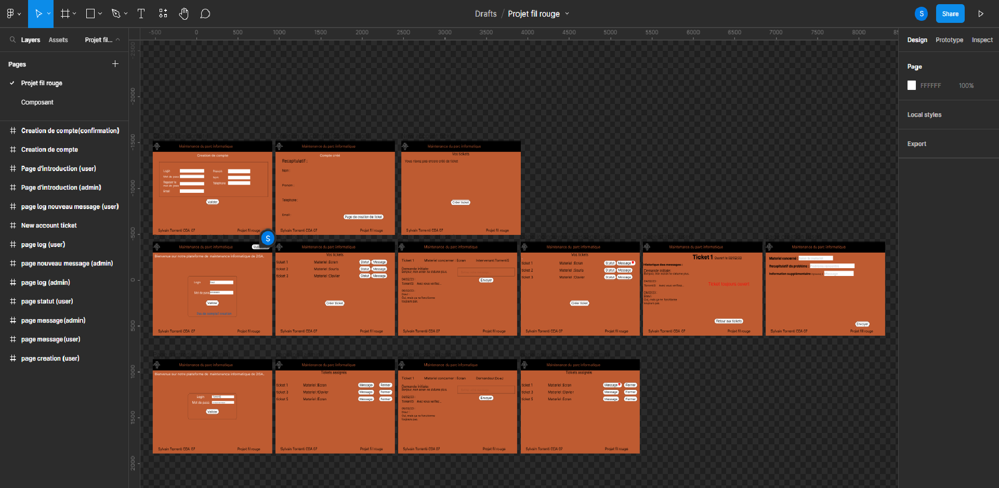 Drafts / Projet fil rouge
S
Share
Layers
Assets
Projet fil...
Design
Prototype
Inspect
Pages
Projet fil rouge
Composant
Creation de compte(confirmation)
Creation de compte
Page d'introduction (user)
Page d'introduction (admin)
page log nouveau message (user)
New account ticket
page log (user)
page nouveau message (admin)
page log (admin)
page statut (user)
page message (admin)
page message (user)
page creation (user)
Page
FFFFFF 100%
Local styles
Export
-500 0 500 1000 1500 2000 2500 3000 3500 4000 4500 5000 5500 6000 6500 7000 7500 8000
-2500
-2000
-1500
-1000
-500
0
500
1000
1500
2000
Maintenance du parc informatique
Creation de compte
Login
Prenom
Mot de pass
Nom
mot de pass
Telephone
Email
Valider
Sylvain Torrenti CDA 07
Projet fil rouge
Maintenance du parc informatique
Compte créé
Recapitulatif :
Nom :
Prenom :
Telephone :
Email :
Page de creation de ticket
Sylvain Torrenti CDA 07
Projet fil rouge
Maintenance du parc informatique
Vos tickets
Vous n'avez pas encore créé de ticket
Créer ticket
Sylvain Torrenti CDA 07
Projet fil rouge
S
Maintenance du parc informatique
Bienvenue sur notre plateforme de maintenance informatique de 2ISA.
Login
Mot de pass
Valider
Sylvain Torrenti CDA 07
Projet fil rouge
Maintenance du parc informatique
Vos tickets
ticket 1 Materiel :Ecran Statut Message
ticket 2 Materiel :Souris Statut Message
ticket 3 Materiel :Clavier Statut Message
Créer ticket
Sylvain Torrenti CDA 07
Projet fil rouge
Maintenance du parc informatique
Ticket 1 Materiel concerner : Ecran Intervenant:TorrentiS
Demande initiale:
Bonjour, mon ecran ne s'allume plus.
Envoyer
04/02/23 :
TorrentiS: Avez vous verifiez...
05/02/23 :
DoeJ :
Oui, mais ça ne fonctionne
toujours pas.
Sylvain Torrenti CDA 07
Projet fil rouge
Maintenance du parc informatique
Vos tickets
ticket 1 Materiel :Ecran Statut Message
ticket 2 Materiel :Souris Statut Message
ticket 3 Materiel :Clavier Statut Message
Créer ticket
Sylvain Torrenti CDA 07
Projet fil rouge
Maintenance du parc informatique
Ticket 1 Ouvert le 02/02/23
Historique des messages :
Demande initiale:
Bonjour, mon ecran ne s'allume plus.
04/02/23 :
TorrentiS: Avez vous verifiez...
Ticket toujours ouvert
05/02/23 :
DoeJ :
Oui, mais ça ne fonctionne
toujours pas.
Retour aux tickets
Sylvain Torrenti CDA 07
Projet fil rouge
Maintenance du parc informatique
Materiel concerné :
Recapitulatif du problème :
Information supplémentaire
Envoyer
Sylvain Torrenti CDA 07
Projet fil rouge
Maintenance du parc informatique
Bienvenue sur notre plateforme de maintenance informatique de 2ISA.
Login
Mot de pass
Valider
Sylvain Torrenti CDA 07
Projet fil rouge
Maintenance du parc informatique
Tickets assignés
ticket 1 Materiel :Ecran Message Fermer
ticket 3 Materiel :Clavier Message Fermer
ticket 5 Materiel :Ecran Message Fermer
Sylvain Torrenti CDA 07
Projet fil rouge
Maintenance du parc informatique
Ticket 1 Materiel concerner : Ecran Demandeur:DoeJ
Demande initiale:
Bonjour, mon ecran ne s'allume plus.
Envoyer
04/02/23 :
TorrentiS: Avez vous verifiez...
05/02/23 :
DoeJ :
Oui, mais ça ne fonctionne
toujours pas.
Sylvain Torrenti CDA 07
Projet fil rouge
Maintenance du parc informatique
Tickets assignés
ticket 1 Materiel :Ecran Message Fermer
ticket 3 Materiel :Clavier Message Fermer
ticket 5 Materiel :Ecran Message Fermer
Sylvain Torrenti CDA 07
Projet fil rouge